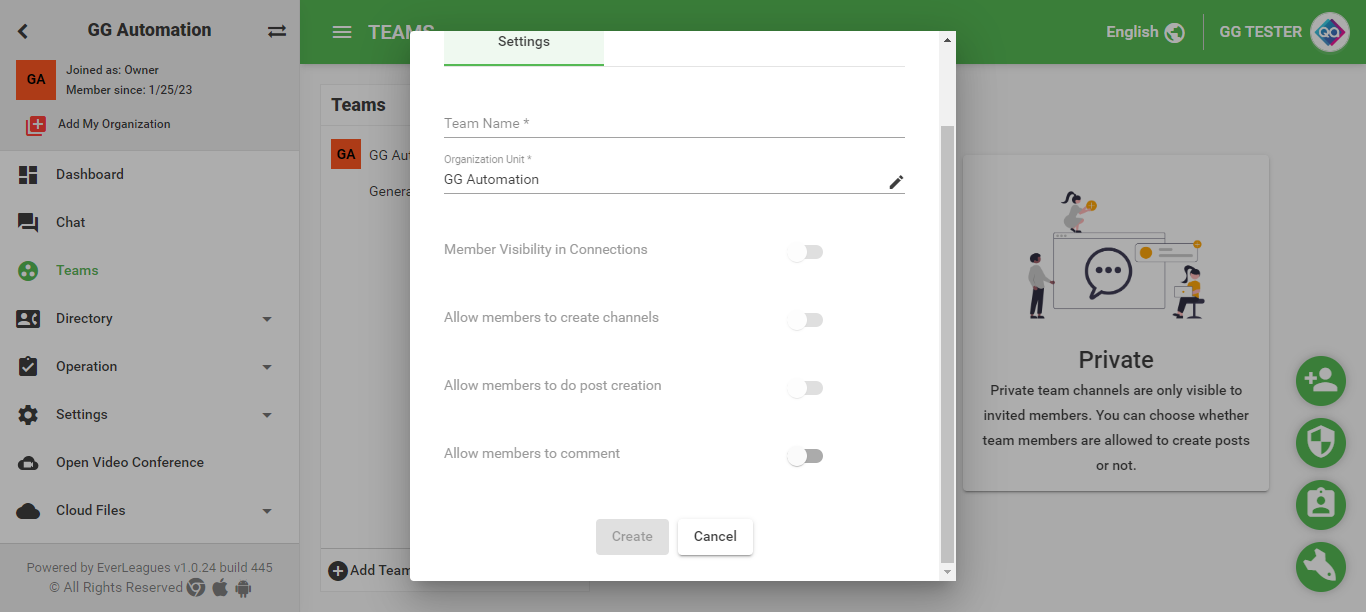 GG Automation
GA
Joined as: Owner
Member since: 1/25/23
Add My Organization
Dashboard
Chat
Teams
Directory
Operation
Settings
Open Video Conference
Cloud Files
Powered by EverLeagues v1.0.24 build 445
© All Rights Reserved
TEAMS
English
GG TESTER
QA
Teams
GA
GG Aut
Genera
Add Team
Settings
Team Name *
Organization Unit *
GG Automation
Member Visibility in Connections
Allow members to create channels
Allow members to do post creation
Allow members to comment
Create
Cancel
Private
Private team channels are only visible to
invited members. You can choose whether
team members are allowed to create posts
or not.